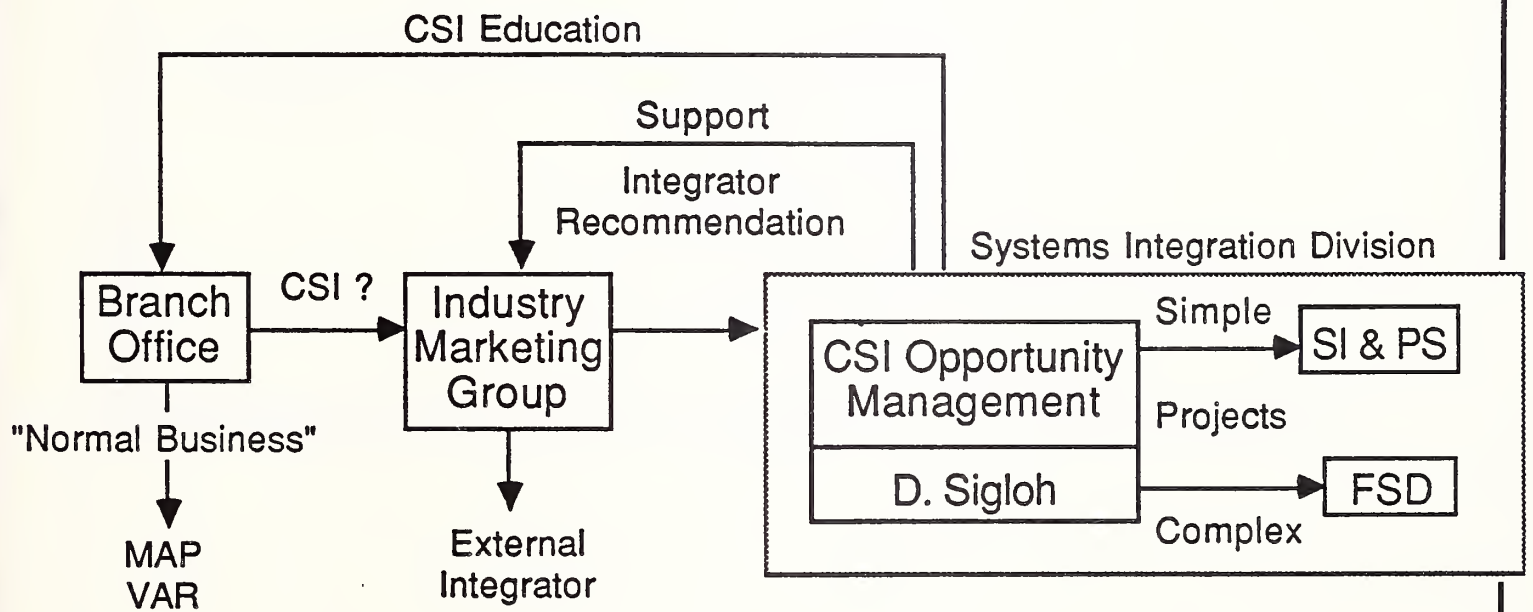 CSI Education
Support
Integrator
Recommendation
Systems Integration Division
Branch
Office
CSI ?
Industry
Marketing
Group
CSI Opportunity
Management
D. Sigloh
Simple
Projects
Complex
SI & PS
FSD
"Normal Business"
MAP
VAR
External
Integrator